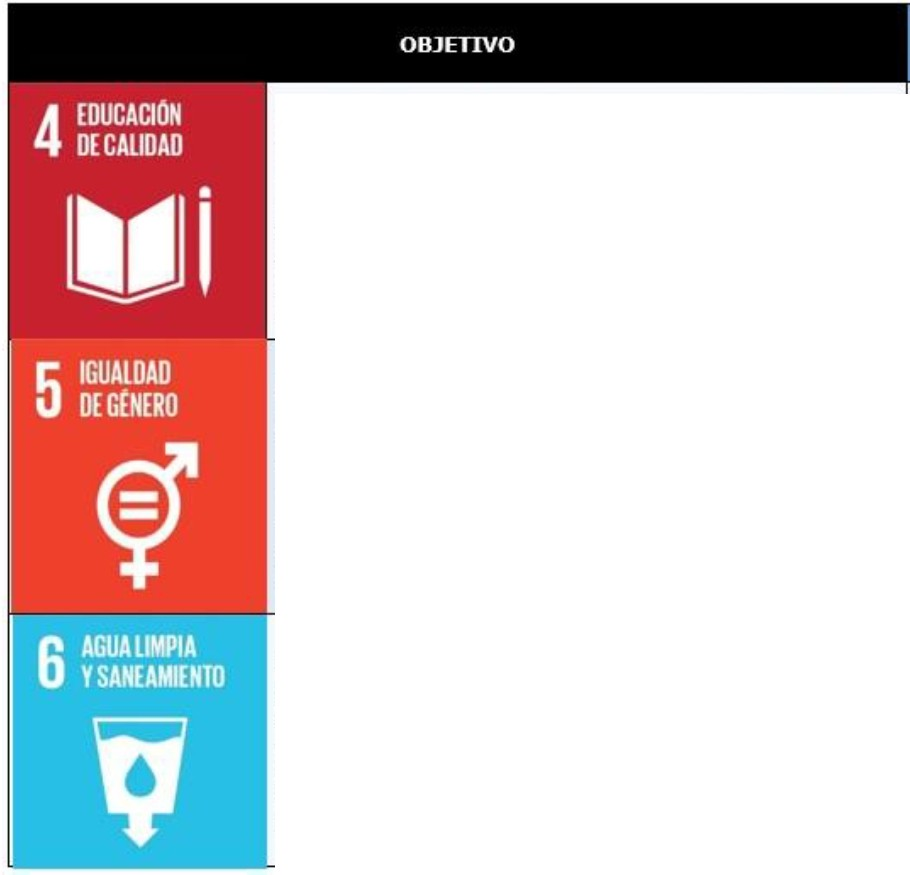 OBJETIVO
4 EDUCACIÓN
DE CALIDAD
5 IGUALDAD
DE GÉNERO
6 AGUA LIMPIA
Y SANEAMIENTO